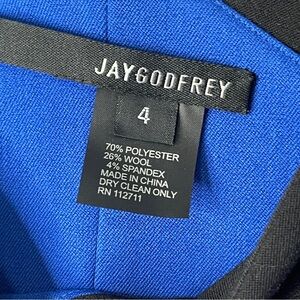 JAYGODFREY
4
70% POLYESTER
26% WOOL
4% SPANDEX
MADE IN CHINA
DRY CLEAN ONLY
RN 112711